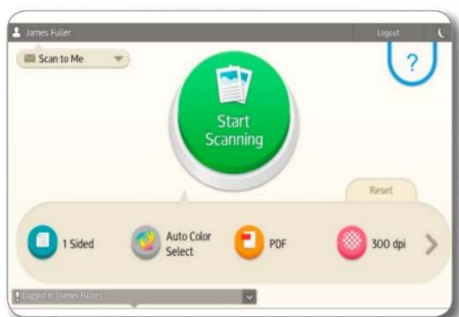 James Fuller
Logout
Scan to Me
?
Start
Scanning
Reset
1 Sided
Auto Color
Select
PDF
300 dpi
Logged in: [James Fuller]